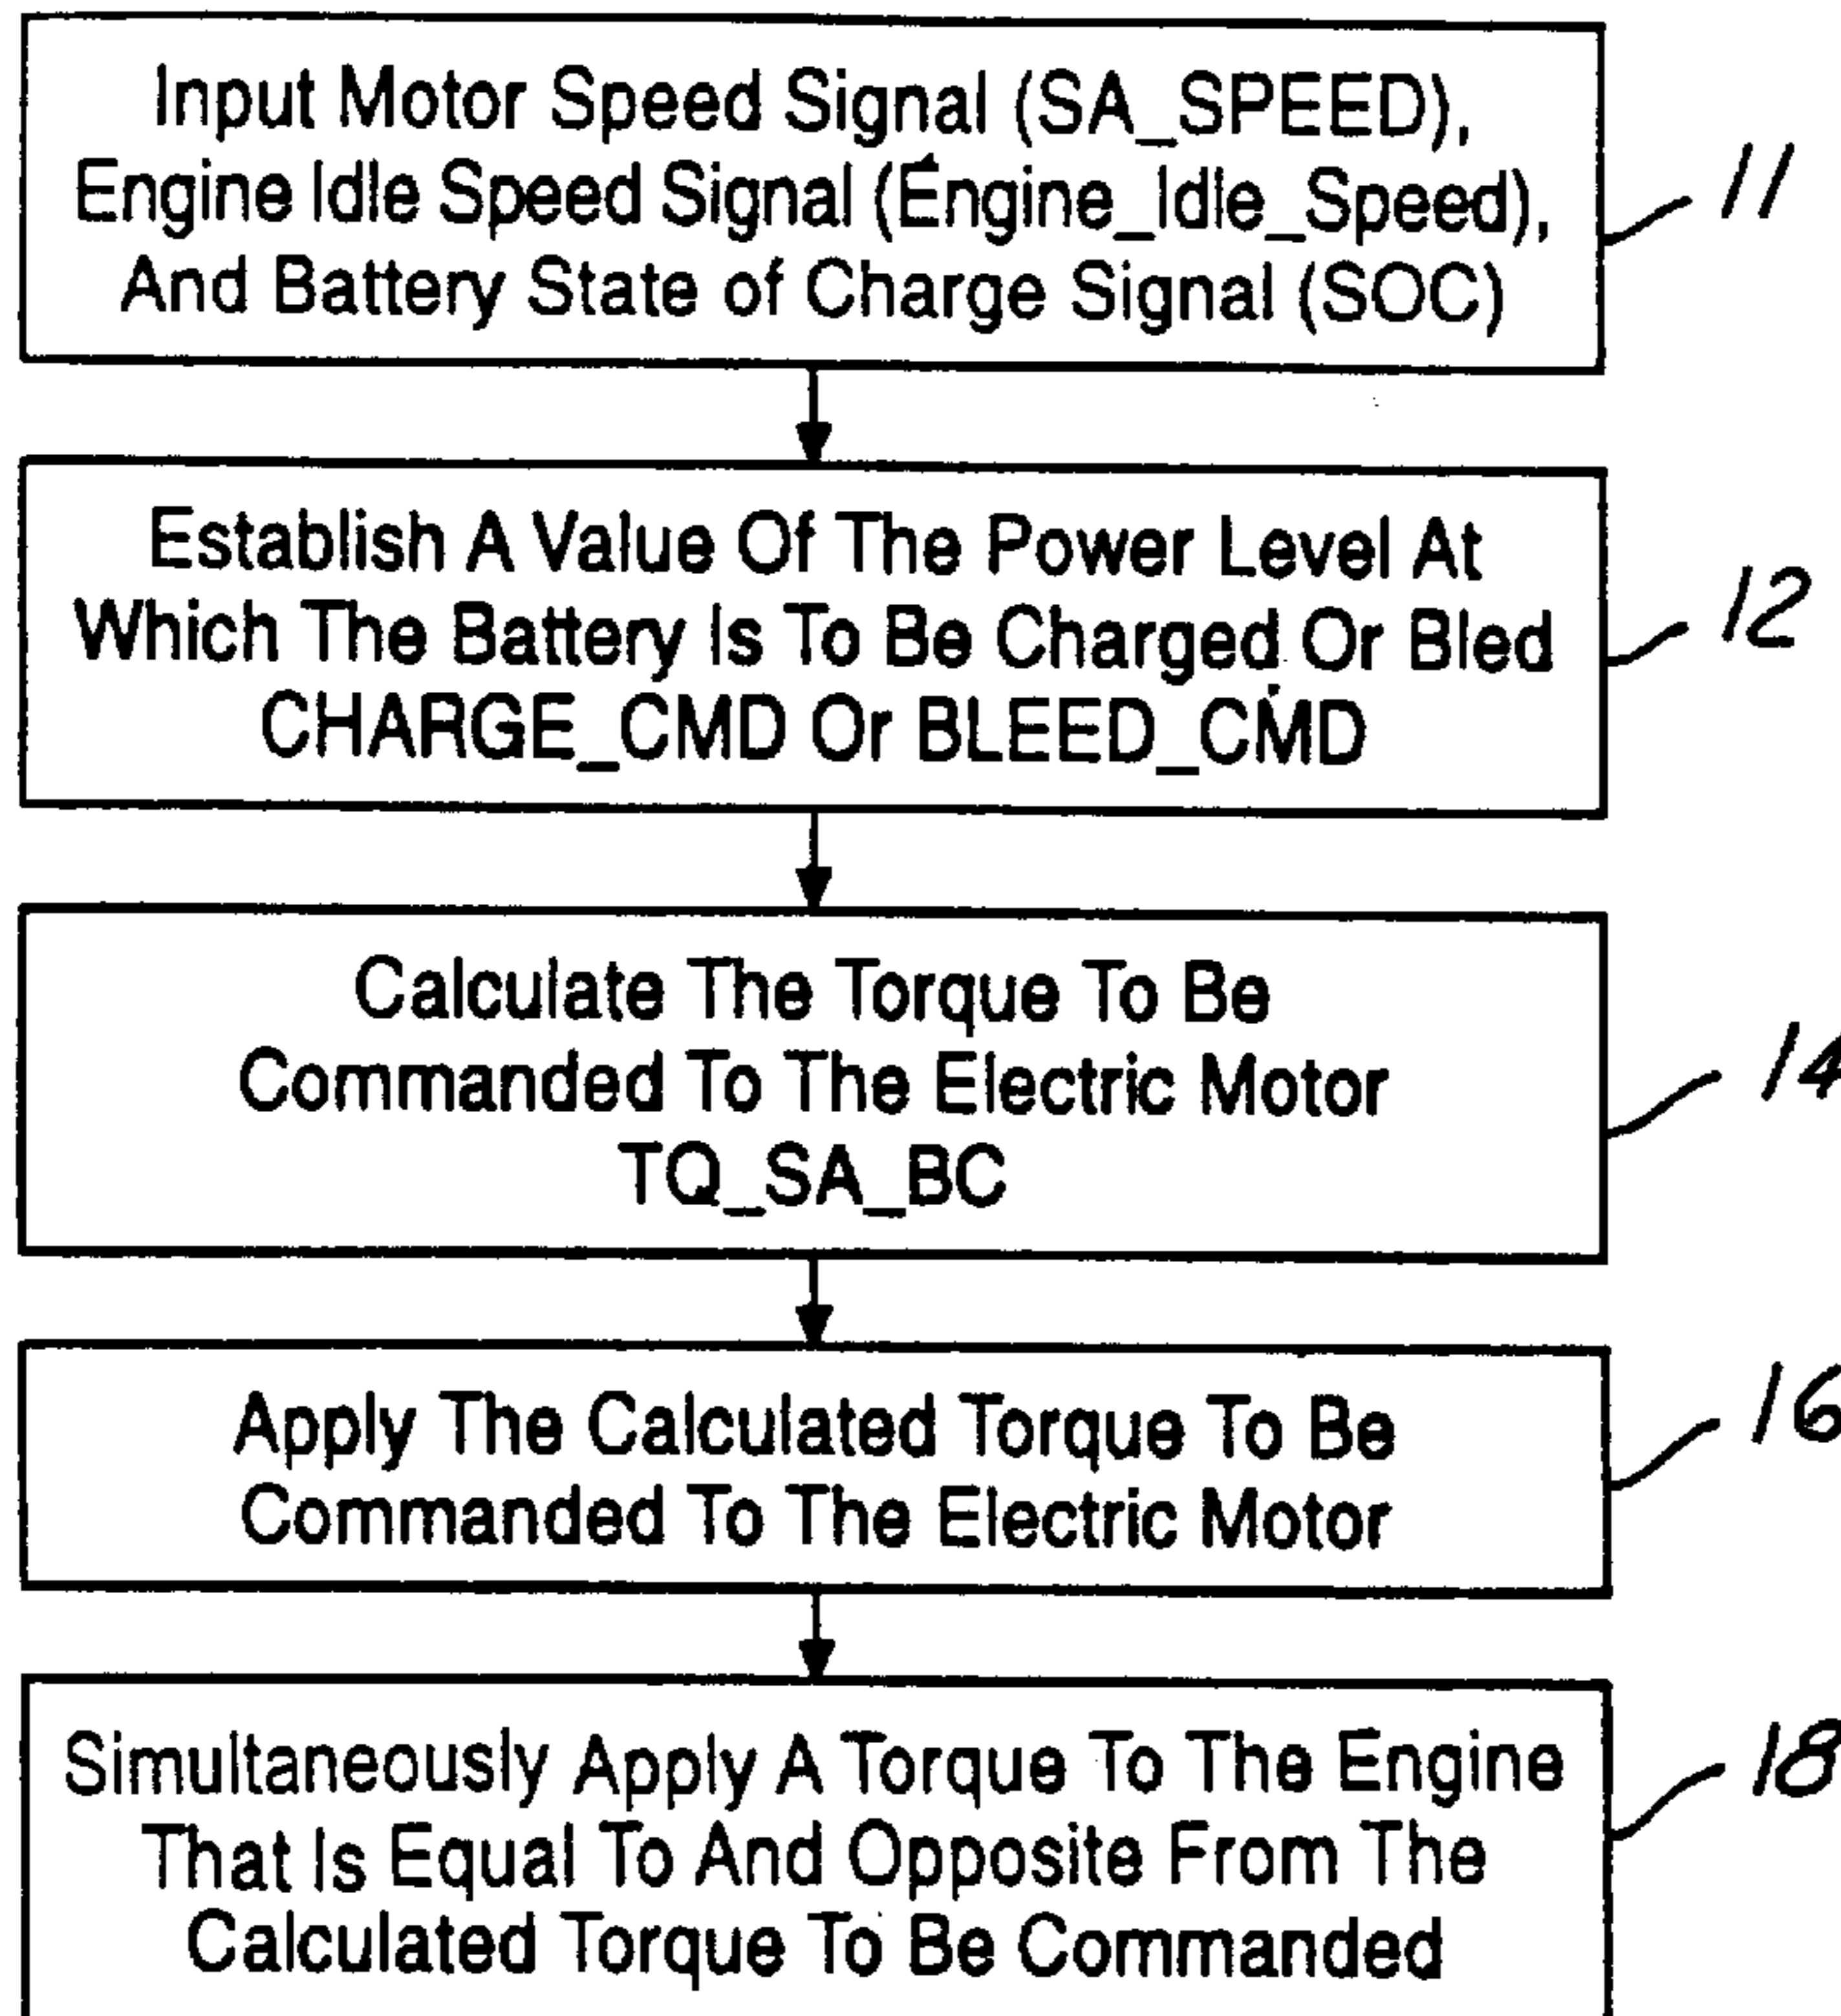 Input Motor Speed Signal (SA_SPEED),
Engine Idle Speed Signal (Engine_Idle_Speed),
And Battery State of Charge Signal (SOC)
11
Establish A Value Of The Power Level At
Which The Battery Is To Be Charged Or Bled
CHARGE_CMD Or BLEED_CMD
12
Calculate The Torque To Be
Commanded To The Electric Motor
TQ_SA_BC
14
Apply The Calculated Torque To Be
Commanded To The Electric Motor
16
Simultaneously Apply A Torque To The Engine
That Is Equal To And Opposite From The
Calculated Torque To Be Commanded
18